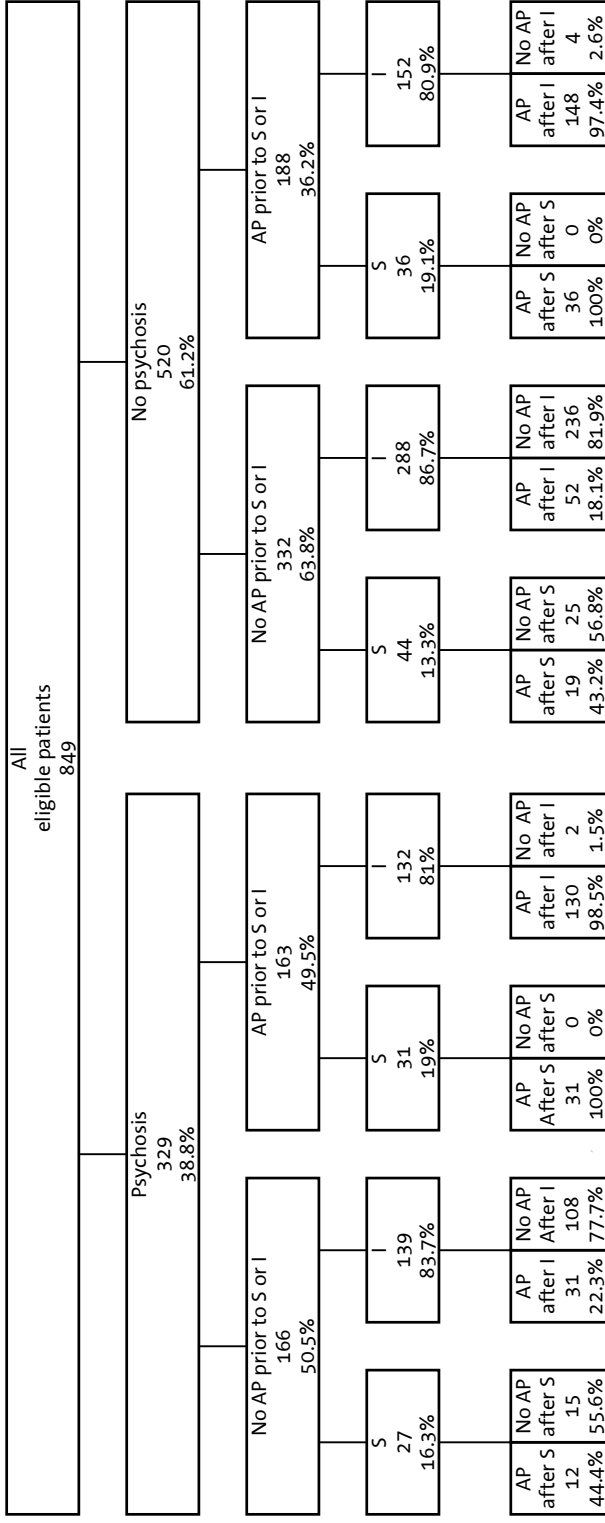 All
eligible patients
849
Psychosis
329
38.8%
No psychosis
520
61.2%
No AP prior to S or I
166
50.5%
AP prior to S or I
163
49.5%
No AP prior to S or I
332
63.8%
AP prior to S or I
188
36.2%
S
27
16.3%
I
139
83.7%
S
31
19%
I
132
81%
S
44
13.3%
I
288
86.7%
S
36
19.1%
I
152
80.9%
AP
after S
12
44.4%
No AP
after S
15
55.6%
AP
after I
31
22.3%
No AP
After I
108
77.7%
AP
After S
31
100%
No AP
after S
0
0%
AP
after I
130
98.5%
No AP
after I
2
1.5%
AP
after S
19
43.2%
No AP
after S
25
56.8%
AP
after I
52
18.1%
No AP
after I
236
81.9%
AP
after S
36
100%
No AP
after S
0
0%
AP
after I
148
97.4%
No AP
after I
4
2.6%